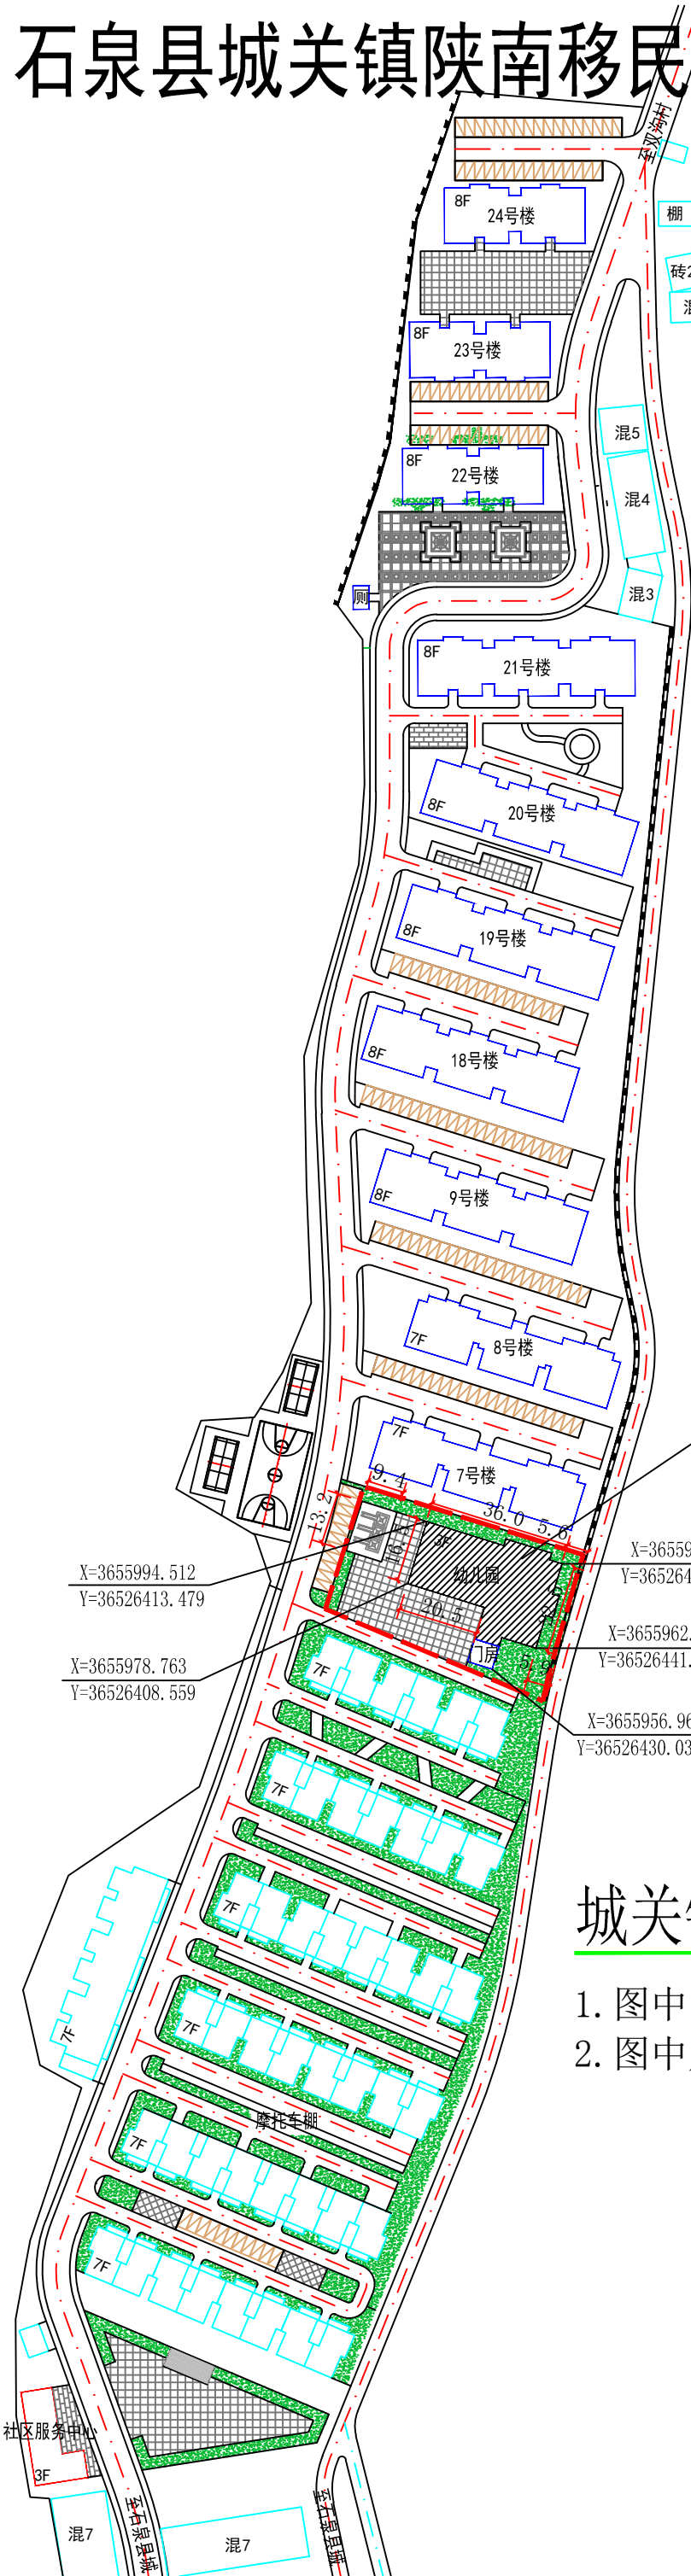 石泉县城关镇陕南移民
至双沟村
8F
24号楼
棚
砖2
8F
23号楼
混5
8F
22号楼
混4
厕
混3
8F
21号楼
8F
20号楼
8F
19号楼
8F
18号楼
8F
9号楼
7F
8号楼
7F
7号楼
9.4
36.0
5.6
13.2
3F
幼儿园
20.5
门房
X=3655994.512
Y=36526413.479
X=36559
Y=365264
X=3655978.763
Y=36526408.559
X=3655962.
Y=36526441.
X=3655956.96
Y=36526430.03
7F
7F
7F
7F
7F
摩托车棚
7F
7F
城关
1.图中
2.图中
社区服务中心
3F
混7
至石泉县城
混7
至石泉县城